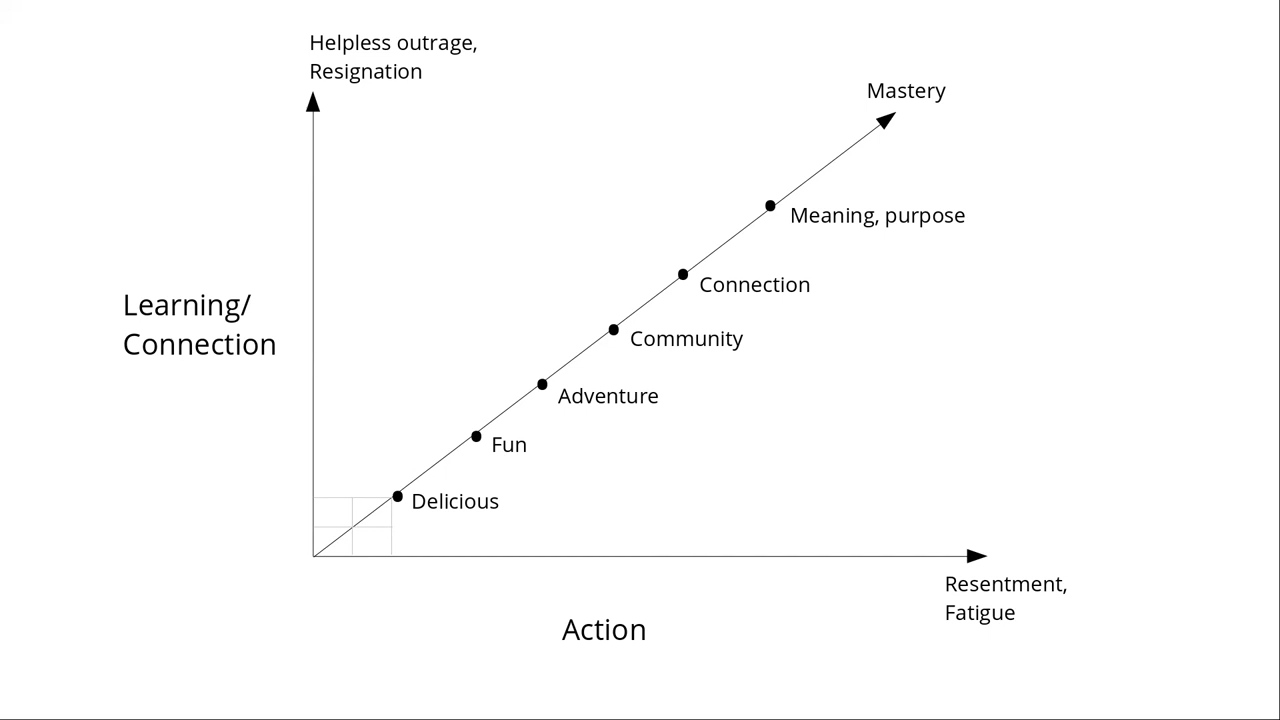 Helpless outrage,
Resignation
Mastery
Meaning, purpose
Connection
Learning/
Connection
Community
Adventure
Fun
Delicious
Resentment,
Fatigue
Action